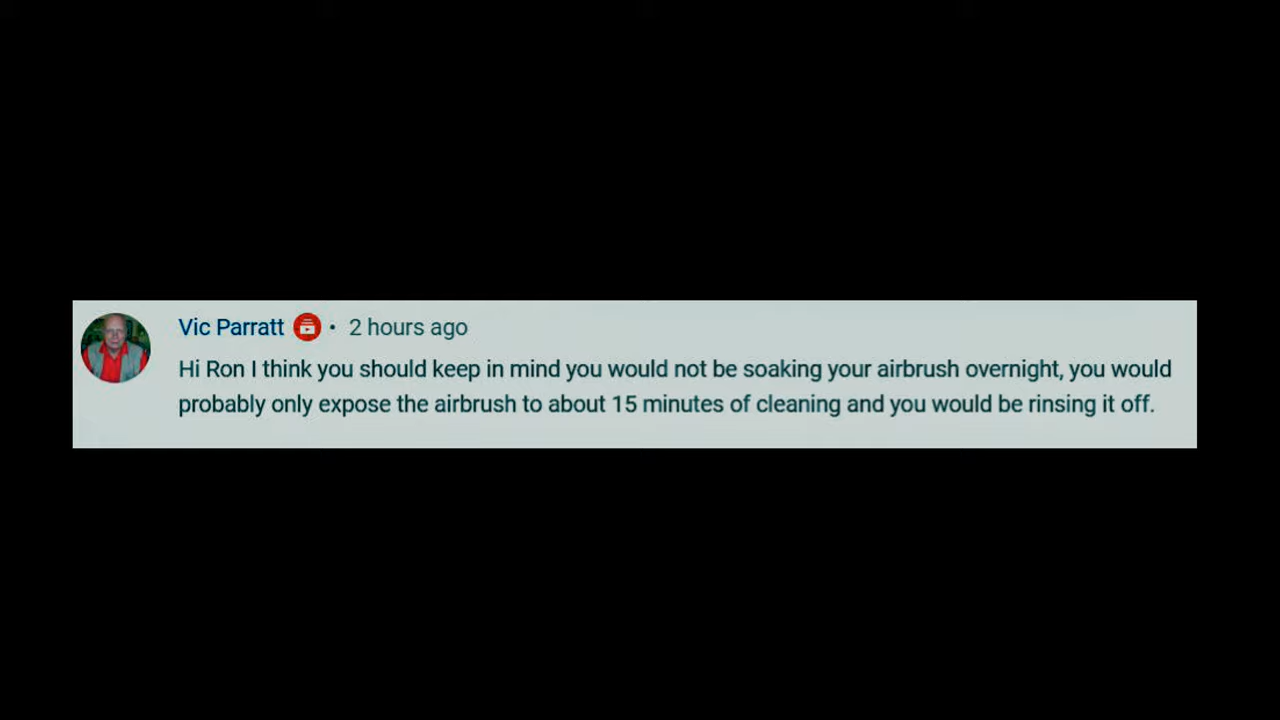 Vic Parratt • 2 hours ago
Hi Ron I think you should keep in mind you would not be soaking your airbrush overnight, you would
probably only expose the airbrush to about 15 minutes of cleaning and you would be rinsing it off.